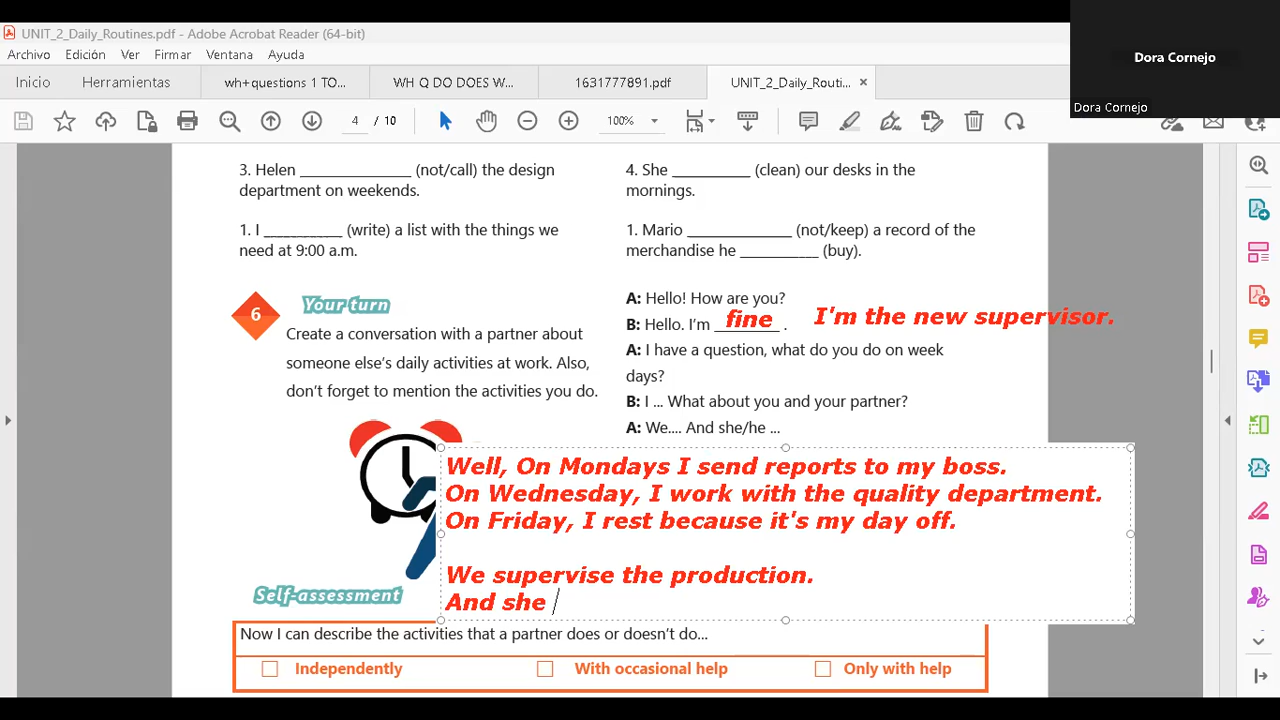 UNIT_2_Daily_Routines.pdf - Adobe Acrobat Reader (64-bit)
Archivo Edición Ver Firmar Ventana Ayuda
Inicio Herramientas wh+questions 1 TO... WH Q DO DOES W... 1631777891.pdf UNIT_2_Daily_Routi... ×
4 / 10 100%
Dora Cornejo
Dora Cornejo
3. Helen _____________ (not/call) the design
department on weekends.
1. I __________ (write) a list with the things we
need at 9:00 a.m.
4. She __________ (clean) our desks in the
mornings.
1. Mario _____________ (not/keep) a record of the
merchandise he __________ (buy).
6
Your turn
Create a conversation with a partner about
someone else's daily activities at work. Also,
don't forget to mention the activities you do.
A: Hello! How are you?
B: Hello. I'm fine . I'm the new supervisor.
A: I have a question, what do you do on week
days?
B: I ... What about you and your partner?
A: We.... And she/he ...
Well, On Mondays I send reports to my boss.
On Wednesday, I work with the quality department.
On Friday, I rest because it's my day off.
We supervise the production.
And she
Self-assessment
Now I can describe the activities that a partner does or doesn't do...
Independently With occasional help Only with help